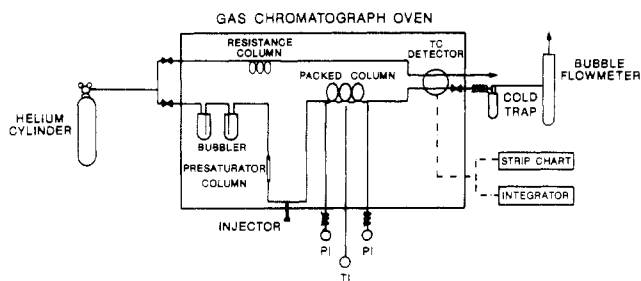 GAS CHROMATOGRAPH OVEN
RESISTANCE
COLUMN
TC
DETECTOR
PACKED COLUMN
BUBBLE
FLOWMETER
COLD
TRAP
HELIUM
CYLINDER
BUBBLER
PRESATURATOR
COLUMN
STRIP CHART
INTEGRATOR
INJECTOR
PI
PI
TI